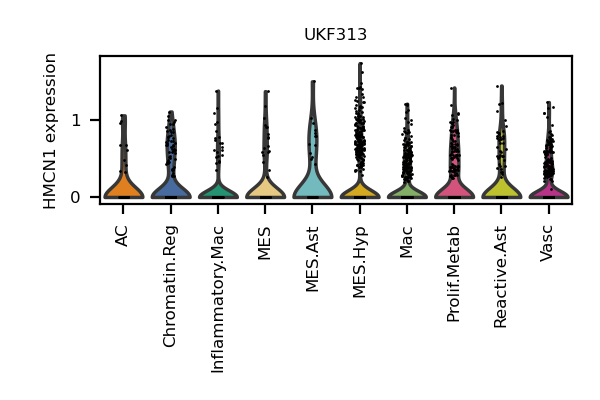 UKF313
HMCN1 expression
1
0
AC
Chromatin.Reg
Inflammatory.Mac
MES
MES.Ast
MES.Hyp
Mac
Prolif.Metab
Reactive.Ast
Vasc